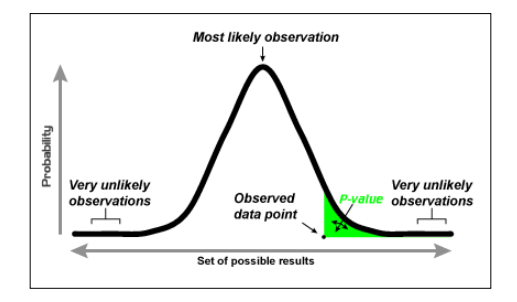 Most likely observation
Probability
Very unlikely
observations
Observed
data point
P-value
Very unlikely
observations
Set of possible results